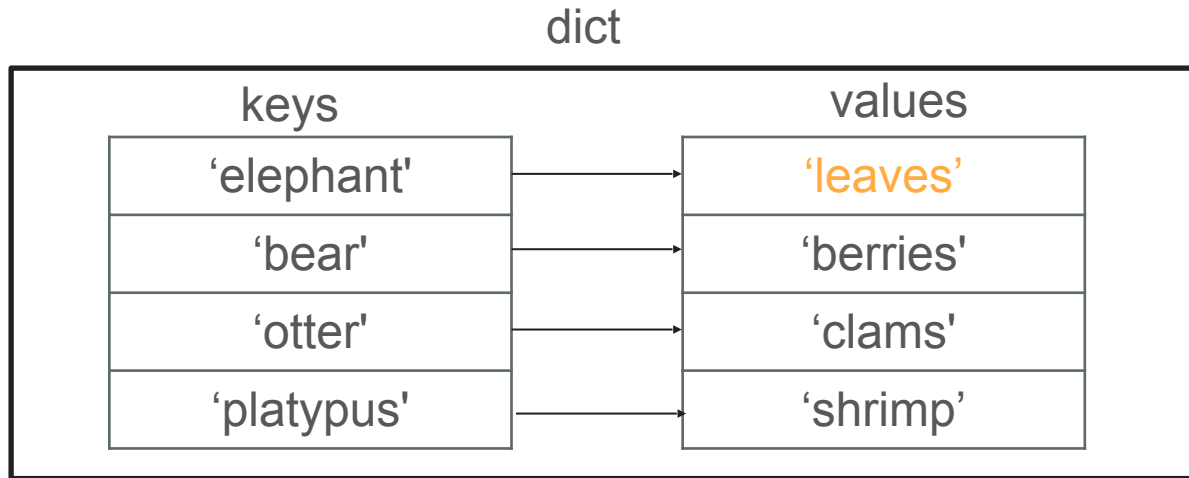 dict
keys values
‘elephant' ‘leaves’
‘bear' ‘berries'
‘otter' ‘clams'
‘platypus' ‘shrimp’